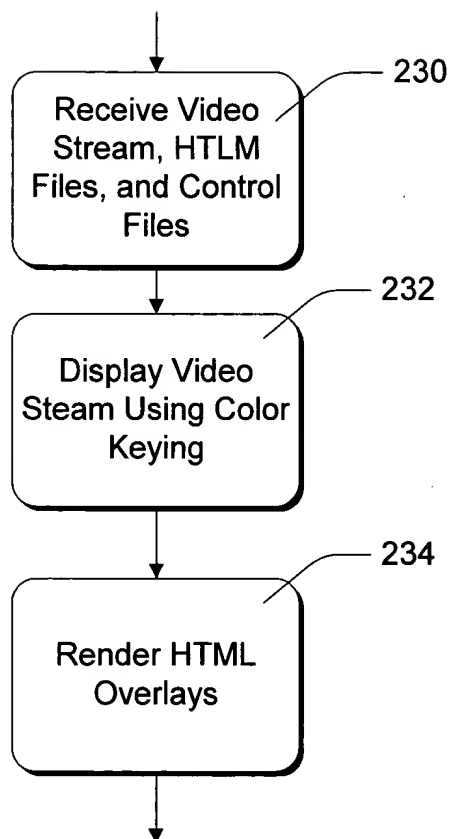 230
Receive Video
Stream, HTLM
Files, and Control
Files
232
Display Video
Steam Using Color
Keying
234
Render HTML
Overlays